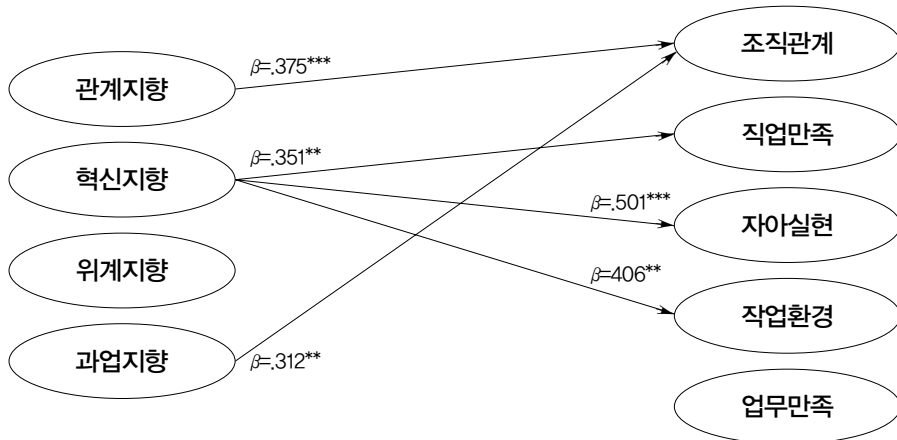 조직관계
관계지향
β=.375***
직업만족
혁신지향
β=.351**
β=.501***
자아실현
위계지향
β=406**
작업환경
과업지향
β=.312**
업무만족